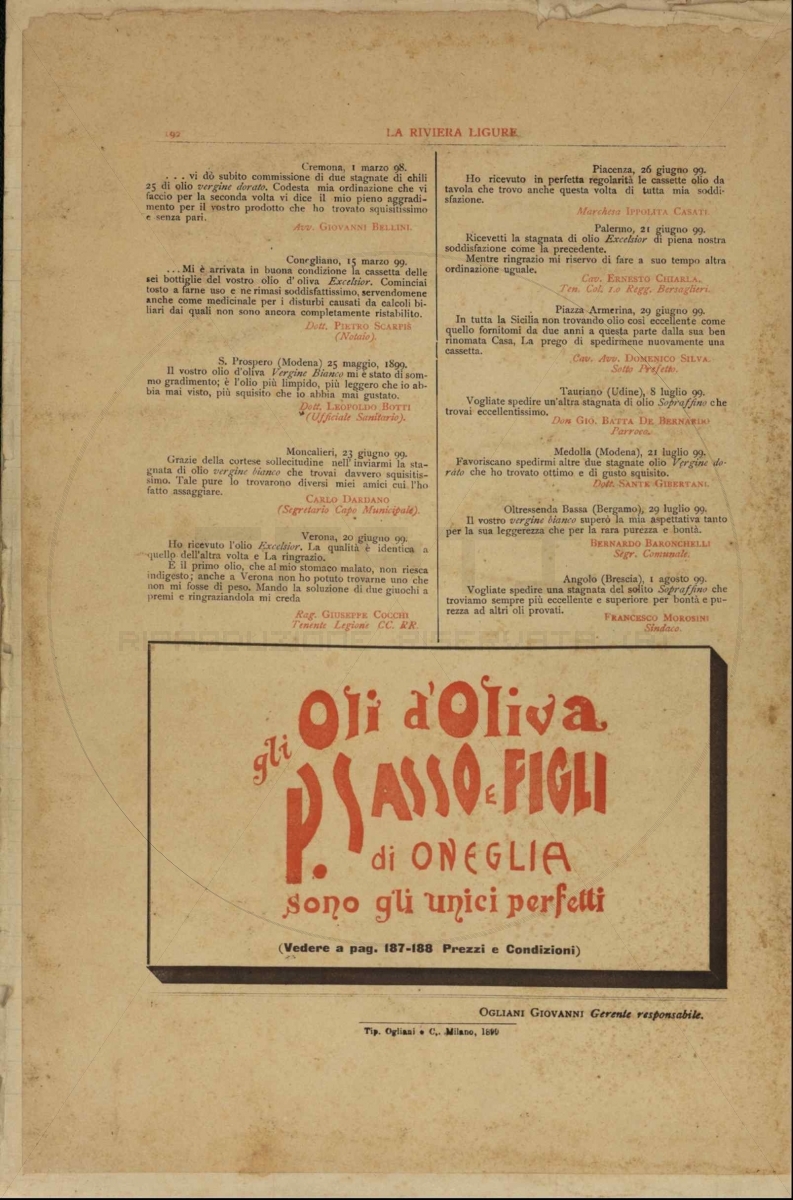 192
LA RIVIERA LIGURE
Cremona, 1 marzo 98.
. . . vi dò subito commissione di due stagnate di chili
25 di olio vergine dorato. Codesta mia ordinazione che vi
faccio per la seconda volta vi dice il mio pieno aggradi-
mento per il vostro prodotto che ho trovato squisitissimo
e senza pari.
Avv. GIOVANNI BELLINI.
Conegliano, 15 marzo 99.
...Mi è arrivata in buona condizione la cassetta delle
sei bottiglie del vostro olio d'oliva Excelsior. Cominciai
tosto a farne uso e ne rimasi soddisfattissimo, servendomene
anche come medicinale per i disturbi causati da calcoli bi-
liari dai quali non sono ancora completamente ristabilito.
Dott. PIETRO SCARPIS
(Notaio).
S. Prospero (Modena) 25 maggio, 1899.
Il vostro olio d'oliva Vergine Bianco mi è stato di som-
mo gradimento; è l'olio più limpido, più leggero che io ab-
bia mai visto, più squisito che io abbia mai gustato.
Dott. LEOPOLDO BOTTI
(Ufficiale Sanitario).
Moncalieri, 23 giugno 99.
Grazie della cortese sollecitudine nell'inviarmi la sta-
gnata di olio vergine bianco che trovai davvero squisitis-
simo. Tale pure lo trovarono diversi miei amici cui l'ho
fatto assaggiare.
CARLO DARDANO
(Segretario Capo Municipale).
Verona, 20 giugno 99.
Ho ricevuto l'olio Excelsior. La qualità è identica a
quello dell'altra volta e La ringrazio.
È il primo olio, che al mio stomaco malato, non riesca
indigesto; anche a Verona non ho potuto trovarne uno che
non mi fosse di peso. Mando la soluzione di due giuochi a
premi e ringraziandola mi creda
Rag. GIUSEPPE COCCHI
Tenente Legione CC. RR.
Piacenza, 26 giugno 99.
Ho ricevuto in perfetta regolarità le cassette olio da
tavola che trovo anche questa volta di tutta mia soddi-
sfazione.
Marchesa IPPOLITA CASATI.
Palermo, 21 giugno 99.
Ricevetti la stagnata di olio Excelsior di piena nostra
soddisfazione come la precedente.
Mentre ringrazio mi riservo di fare a suo tempo altra
ordinazione uguale.
Cav. ERNESTO CHIARLA.
Ten. Col. 1.o Regg. Bersaglieri.
Piazza Armerina, 29 giugno 99.
In tutta la Sicilia non trovando olio così eccellente come
quello fornitomi da due anni a questa parte dalla sua ben
rinomata Casa, La prego di spedirmene nuovamente una
cassetta.
Cav. Avv. DOMENICO SILVA.
Sotto Prefetto.
Tauriano (Udine), 8 luglio 99.
Vogliate spedire un'altra stagnata di olio Sopraffino che
trovai eccellentissimo.
Don GIO. BATTA DE BERNARDO
Parroco.
Medolla (Modena), 21 luglio 99.
Favoriscano spedirmi altre due stagnate olio Vergine do-
rato che ho trovato ottimo e di gusto squisito.
Dott. SANTE GIBERTANI.
Oltressenda Bassa (Bergamo), 29 luglio 99.
Il vostro vergine bianco superò la mia aspettativa tanto
per la sua leggerezza che per la rara purezza e bontà.
BERNARDO BARONCHELLI
Segr. Comunale.
Angolo (Brescia), 1 agosto 99.
Vogliate spedire una stagnata del solito Sopraffino che
troviamo sempre più eccellente e superiore per bontà e pu-
rezza ad altri oli provati.
FRANCESCO MOROSINI
Sindaco.
gli Oli d'Oliva
P. SASSO E FIGLI
di ONEGLIA
sono gli unici perfetti
(Vedere a pag. 187-188 Prezzi e Condizioni)
OGLIANI GIOVANNI Gerente responsabile.
Tip. Ogliani e C., Milano, 1899